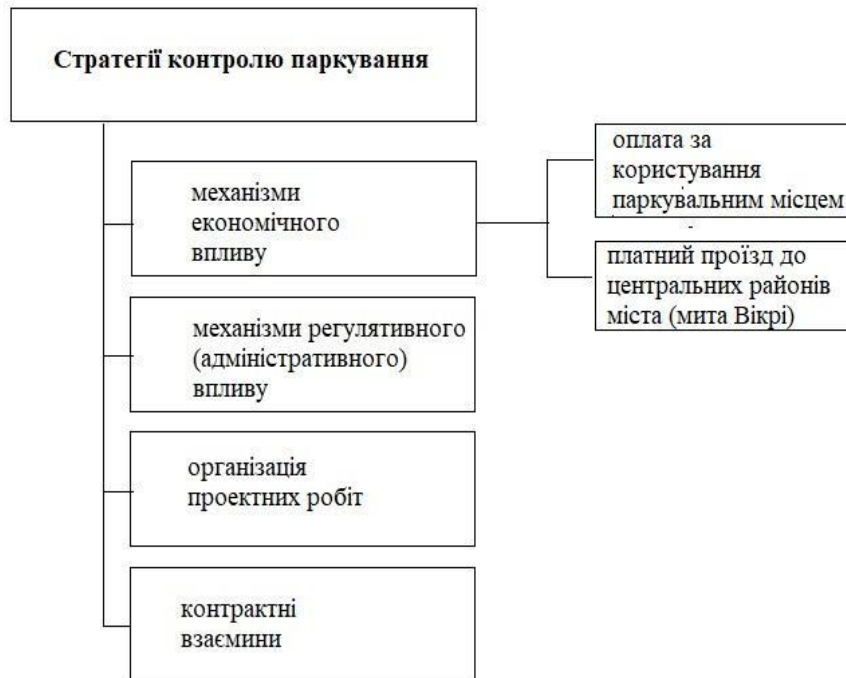 Стратегії контролю паркування
механізми
економічного
впливу
оплата за
користування
паркувальним місцем
платний проїзд до
центральних районів
міста (мита Вікрі)
механізми регулятивного
(адміністративного)
впливу
організація
проектних робіт
контрактні
взаємини